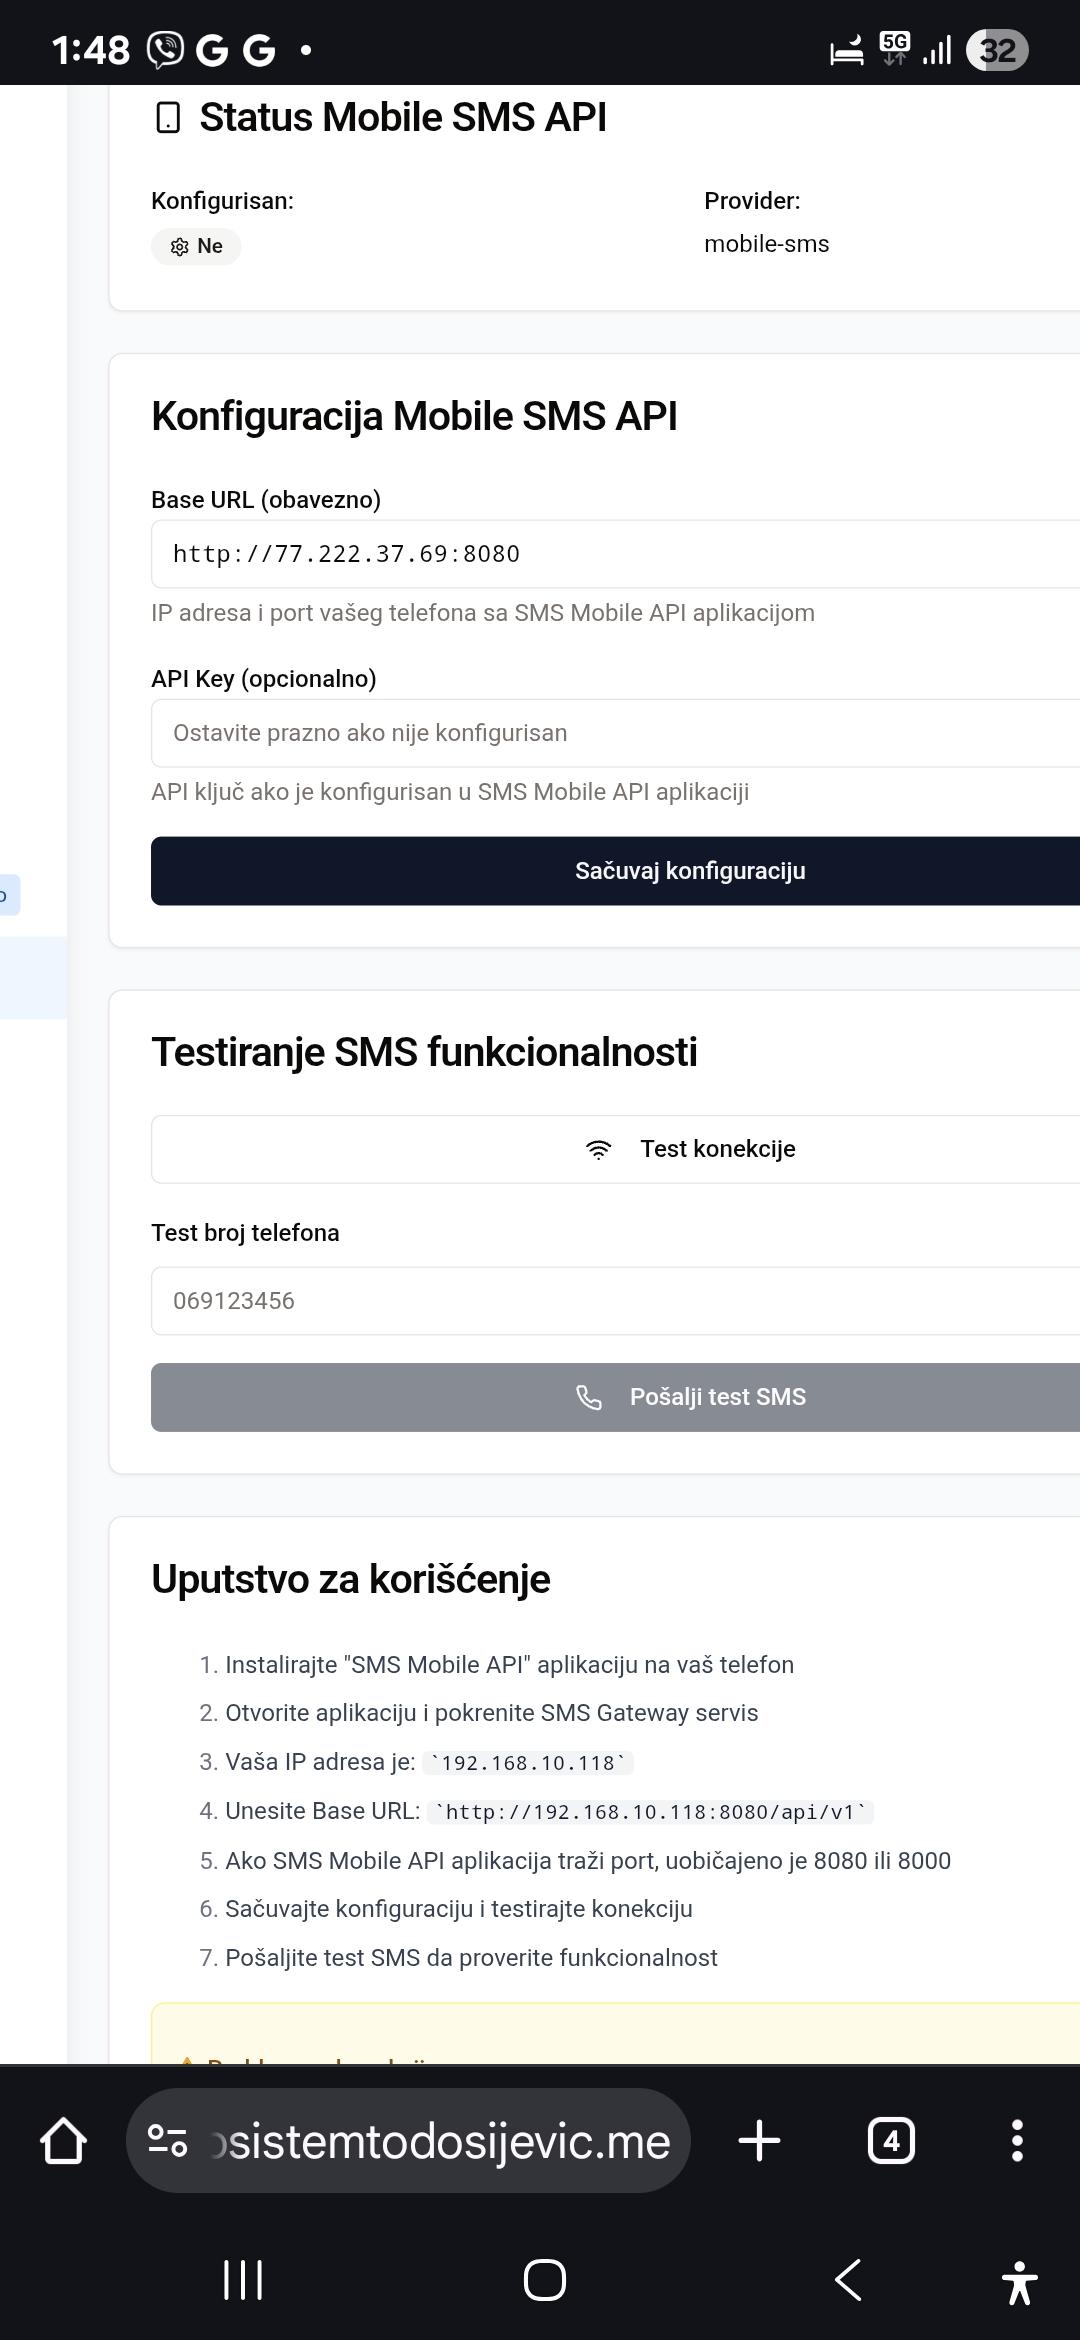 1:48 G G 5G 32
Status Mobile SMS API
Konfigurisan: Provider:
Ne mobile-sms
Konfiguracija Mobile SMS API
Base URL (obavezno)
http://77.222.37.69:8080
IP adresa i port vašeg telefona sa SMS Mobile API aplikacijom
API Key (opcionalno)
Ostavite prazno ako nije konfigurisan
API ključ ako je konfigurisan u SMS Mobile API aplikaciji
Sačuvaj konfiguraciju
Testiranje SMS funkcionalnosti
Test konekcije
Test broj telefona
069123456
Pošalji test SMS
Uputstvo za korišćenje
1. Instalirajte "SMS Mobile API" aplikaciju na vaš telefon
2. Otvorite aplikaciju i pokrenite SMS Gateway servis
3. Vaša IP adresa je: `192.168.10.118`
4. Unesite Base URL: `http://192.168.10.118:8080/api/v1`
5. Ako SMS Mobile API aplikacija traži port, uobičajeno je 8080 ili 8000
6. Sačuvajte konfiguraciju i testirajte konekciju
7. Pošaljite test SMS da proverite funkcionalnost
sistemtodosijevic.me 4